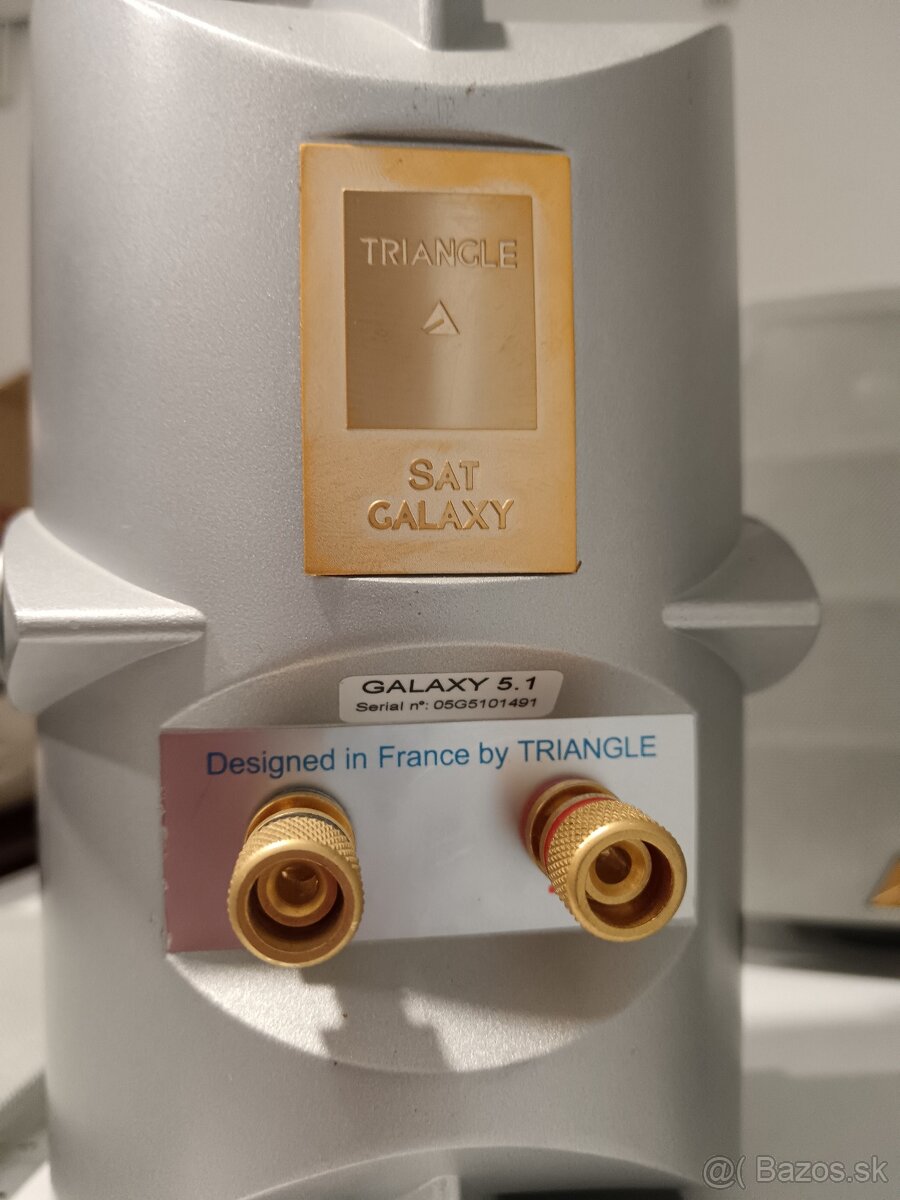 TRIANGLE
SAT
GALAXY
GALAXY 5.1
Serial n°: 05G5101491
Designed in France by TRIANGLE
@( Bazos.sk